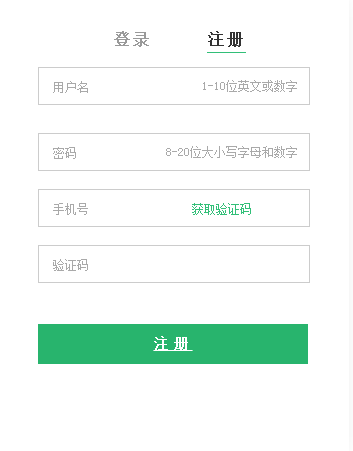 登录 注册
用户名 1-10位英文或数字
密码 8-20位大小写字母和数字
手机号 获取验证码
验证码
注册